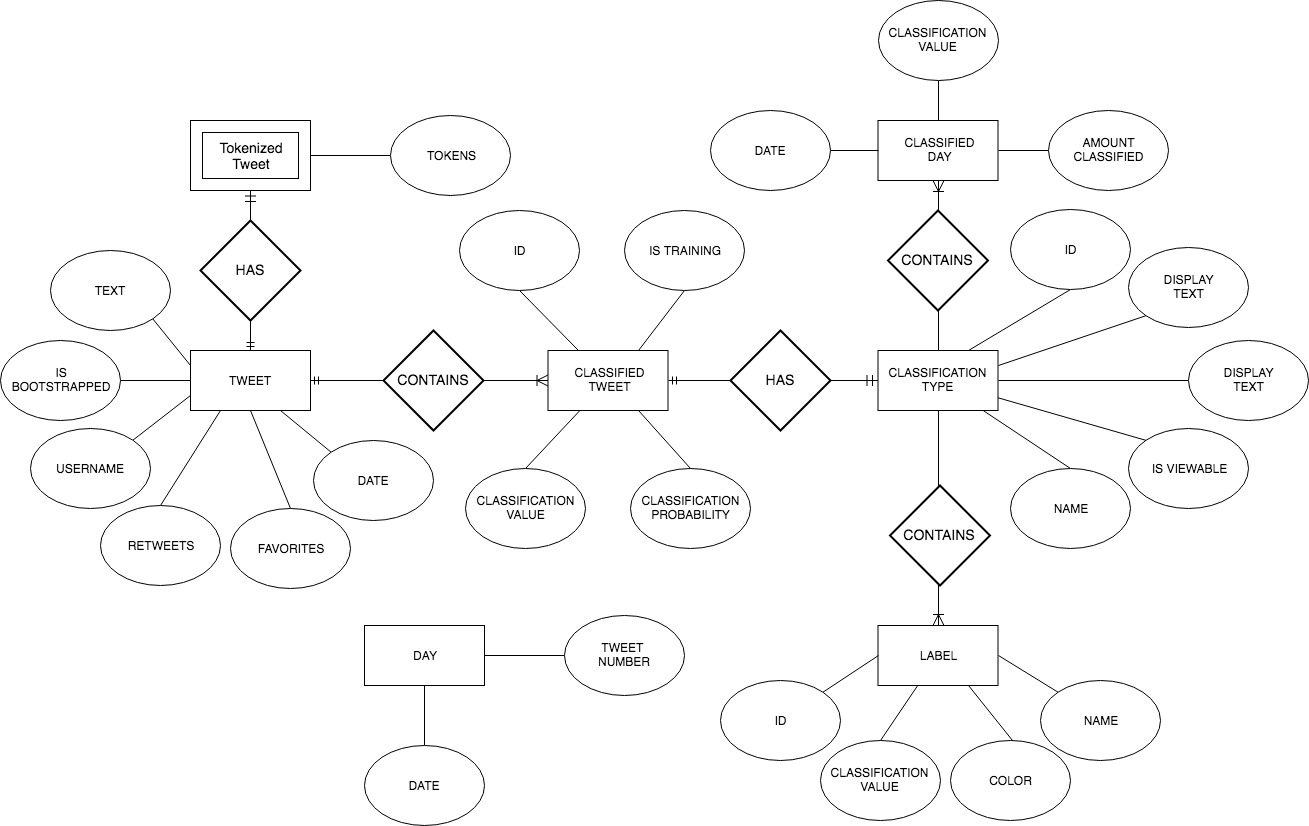 CLASSIFICATION
VALUE
Tokenized
Tweet
TOKENS
DATE
CLASSIFIED
DAY
AMOUNT
CLASSIFIED
HAS
ID
IS TRAINING
CONTAINS
ID
DISPLAY
TEXT
TEXT
IS
BOOTSTRAPPED
TWEET
CONTAINS
CLASSIFIED
TWEET
HAS
CLASSIFICATION
TYPE
DISPLAY
TEXT
USERNAME
DATE
IS VIEWABLE
RETWEETS
FAVORITES
CLASSIFICATION
VALUE
CLASSIFICATION
PROBABILITY
NAME
CONTAINS
DAY
TWEET
NUMBER
LABEL
ID
NAME
DATE
CLASSIFICATION
VALUE
COLOR